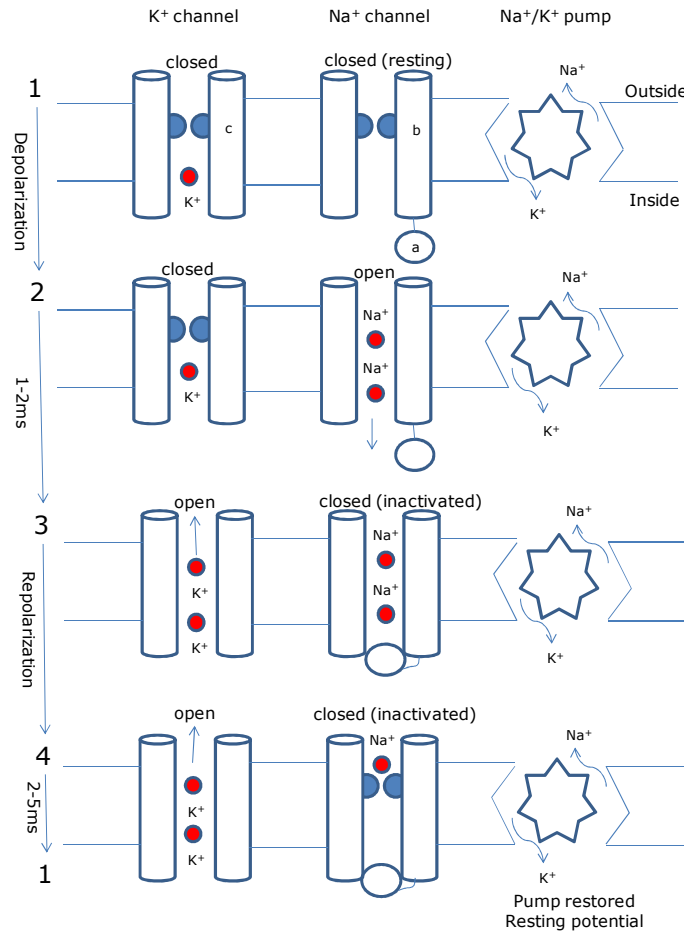 K⁺ channel Na⁺ channel Na⁺/K⁺ pump
closed closed (resting)
Na⁺
1 Outside
c b
K⁺ K⁺ Inside
Depolarization
a
closed open
2 Na⁺
Na⁺
Na⁺
K⁺ K⁺
1-2ms
open closed (inactivated)
3 Na⁺ Na⁺
K⁺ Na⁺
K⁺ K⁺
Repolarization
open closed (inactivated)
4 Na⁺ Na⁺
K⁺
2-5ms
K⁺ K⁺
1 Pump restored
Resting potential